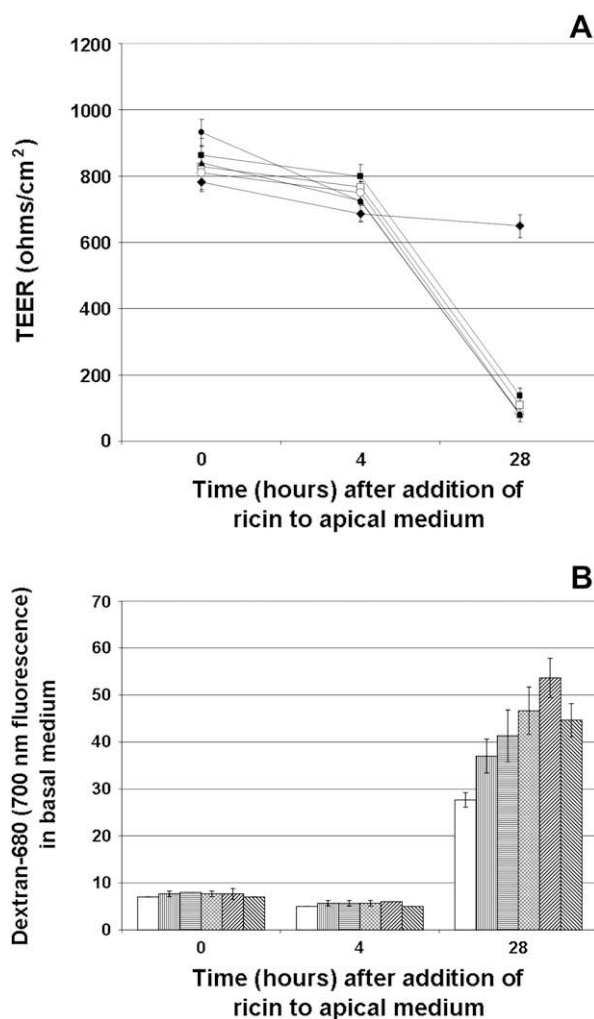 A
1200
1000
800
600
400
200
0
TEER (ohms/cm²)
0 4 28
Time (hours) after addition of
ricin to apical medium
B
70
60
50
40
30
20
10
0
Dextran-680 (700 nm fluorescence)
in basal medium
0 4 28
Time (hours) after addition of
ricin to apical medium